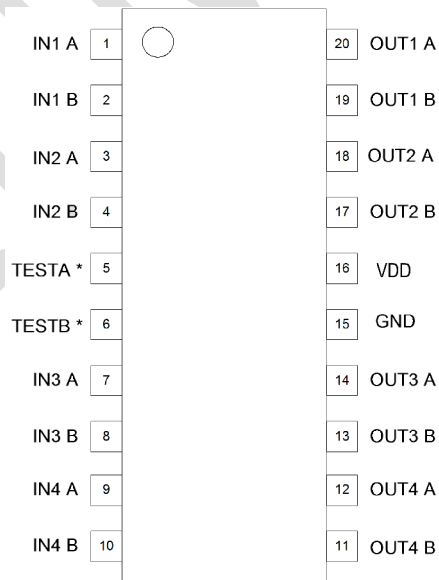 IN1 A 1 20 OUT1 A
IN1 B 2 19 OUT1 B
IN2 A 3 18 OUT2 A
IN2 B 4 17 OUT2 B
TESTA * 5 16 VDD
TESTB * 6 15 GND
IN3 A 7 14 OUT3 A
IN3 B 8 13 OUT3 B
IN4 A 9 12 OUT4 A
IN4 B 10 11 OUT4 B